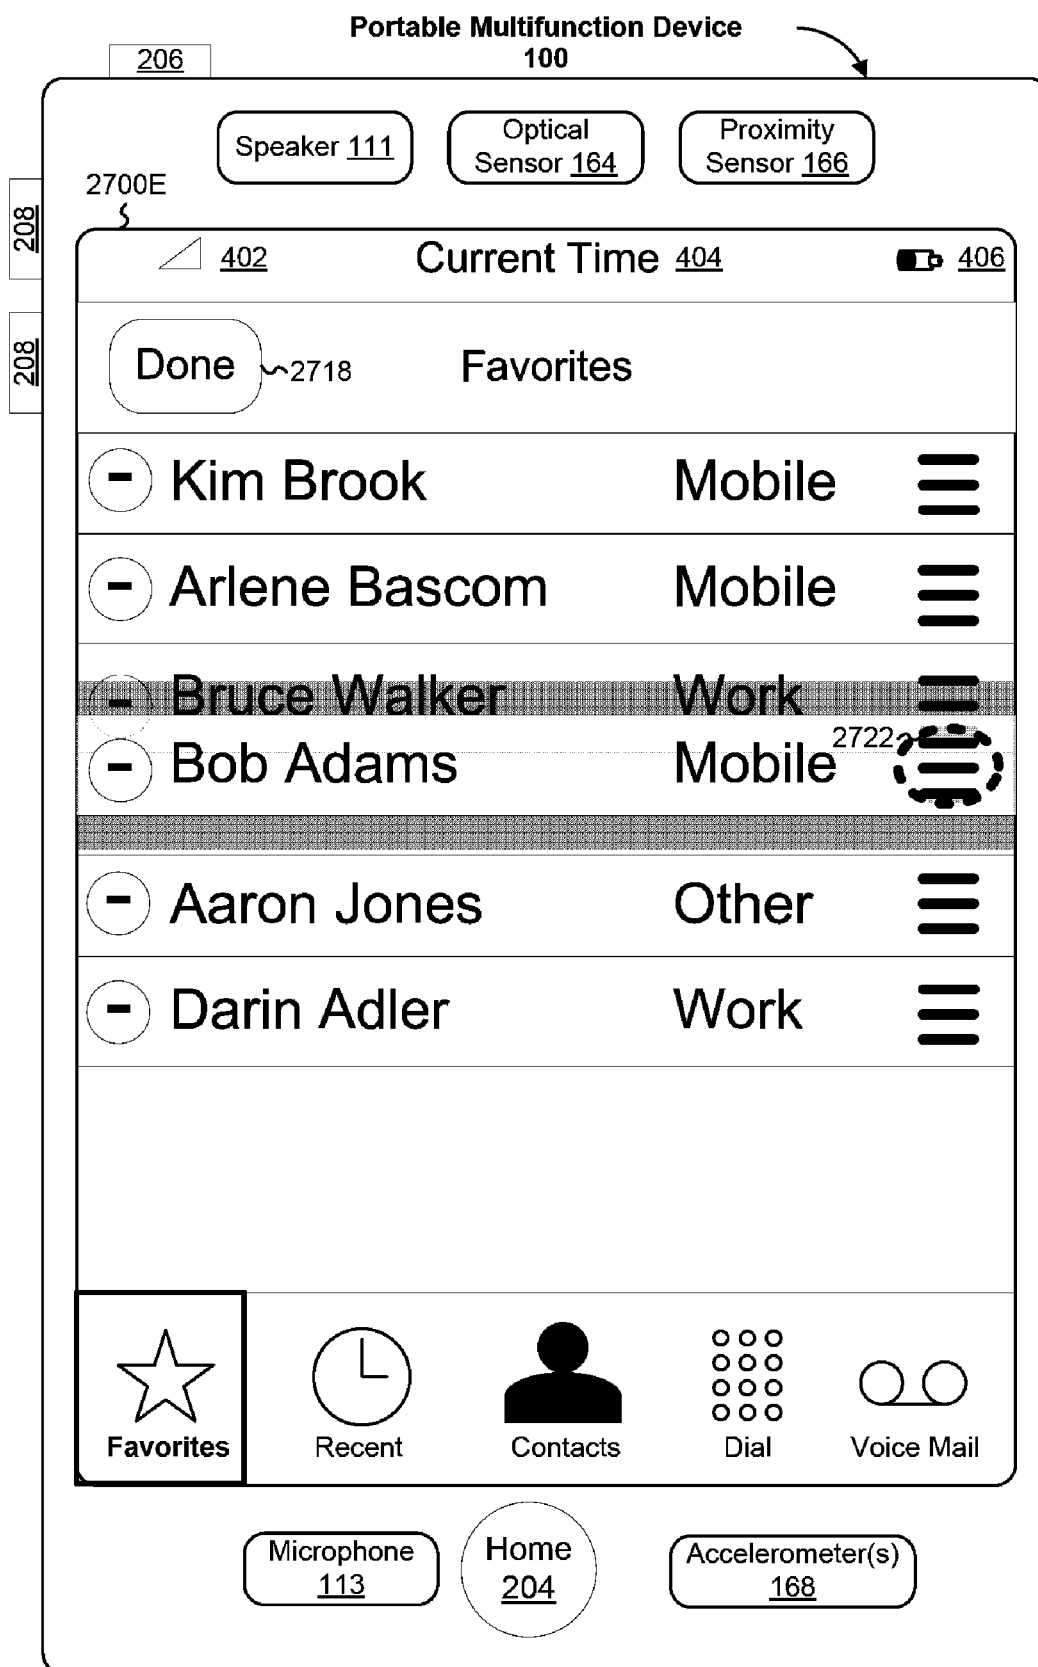 Portable Multifunction Device
100
206
Speaker 111
Optical
Sensor 164
Proximity
Sensor 166
2700E
208
208
402
Current Time 404
406
Done
2718
Favorites
- Kim Brook Mobile
- Arlene Bascom Mobile
- Bruce Walker Work
2722
- Bob Adams Mobile
- Aaron Jones Other
- Darin Adler Work
Favorites
Recent
Contacts
Dial
Voice Mail
Microphone
113
Home
204
Accelerometer(s)
168